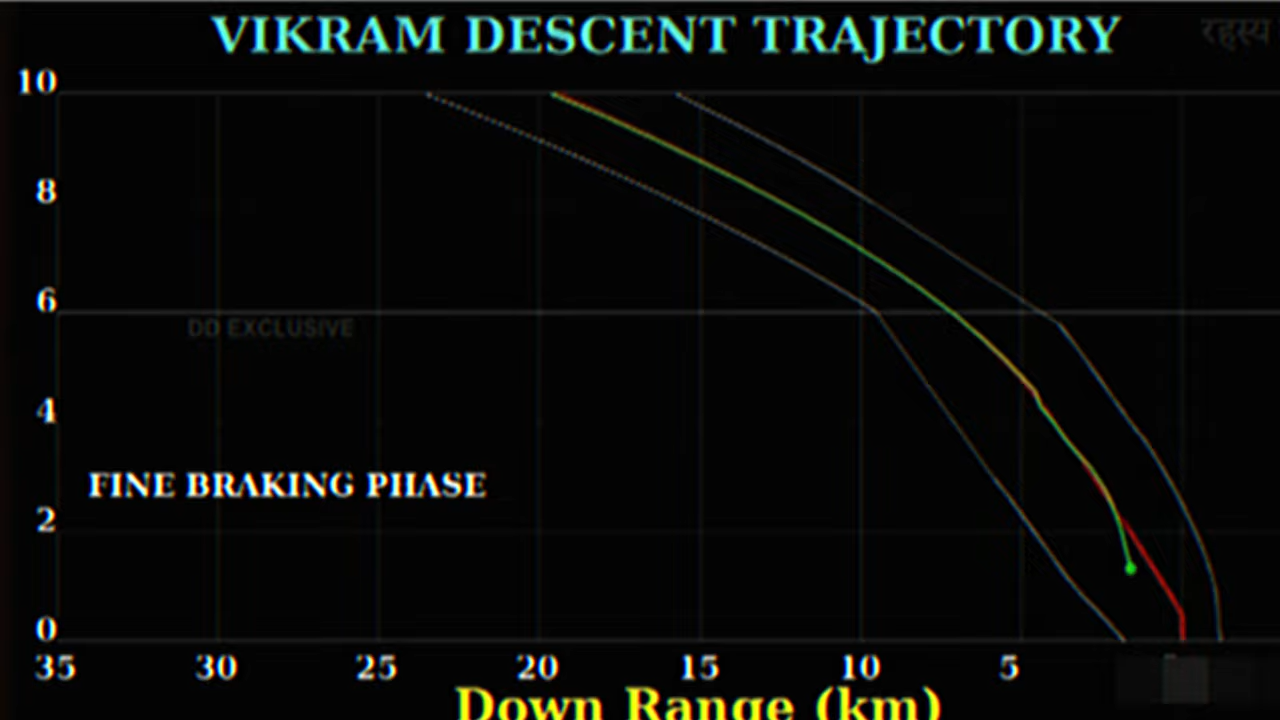 VIKRAM DESCENT TRAJECTORY
रहस्य
10
8
6
DD EXCLUSIVE
4
FINE BRAKING PHASE
2
0
35 30 25 20 15 10 5
Down Range (km)